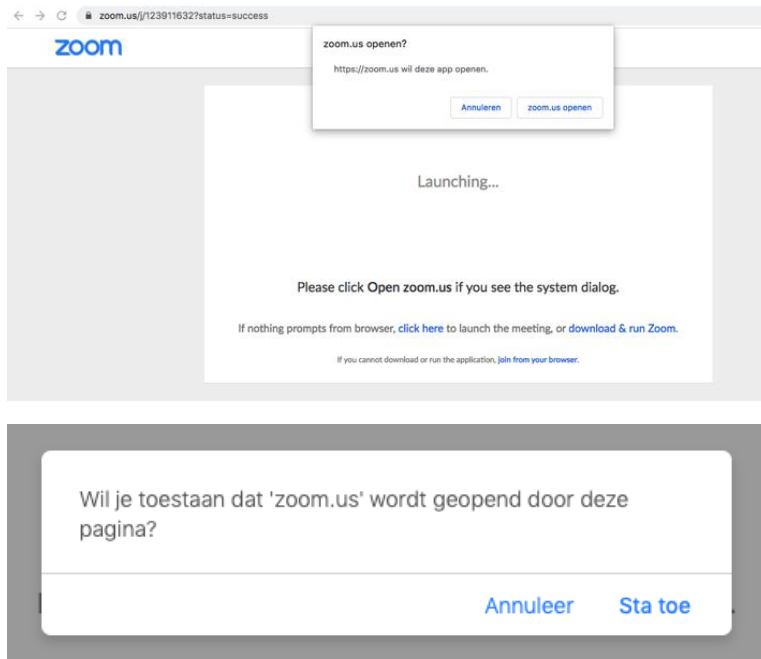 zoom.us/j/123911632?status=success
zoom
zoom.us openen?
https://zoom.us wil deze app openen.
Annuleren zoom.us openen
Launching...
Please click Open zoom.us if you see the system dialog.
If nothing prompts from browser, click here to launch the meeting, or download & run Zoom.
If you cannot download or run the application, join from your browser.
Wil je toestaan dat 'zoom.us' wordt geopend door deze
pagina?
Annuleer Sta toe